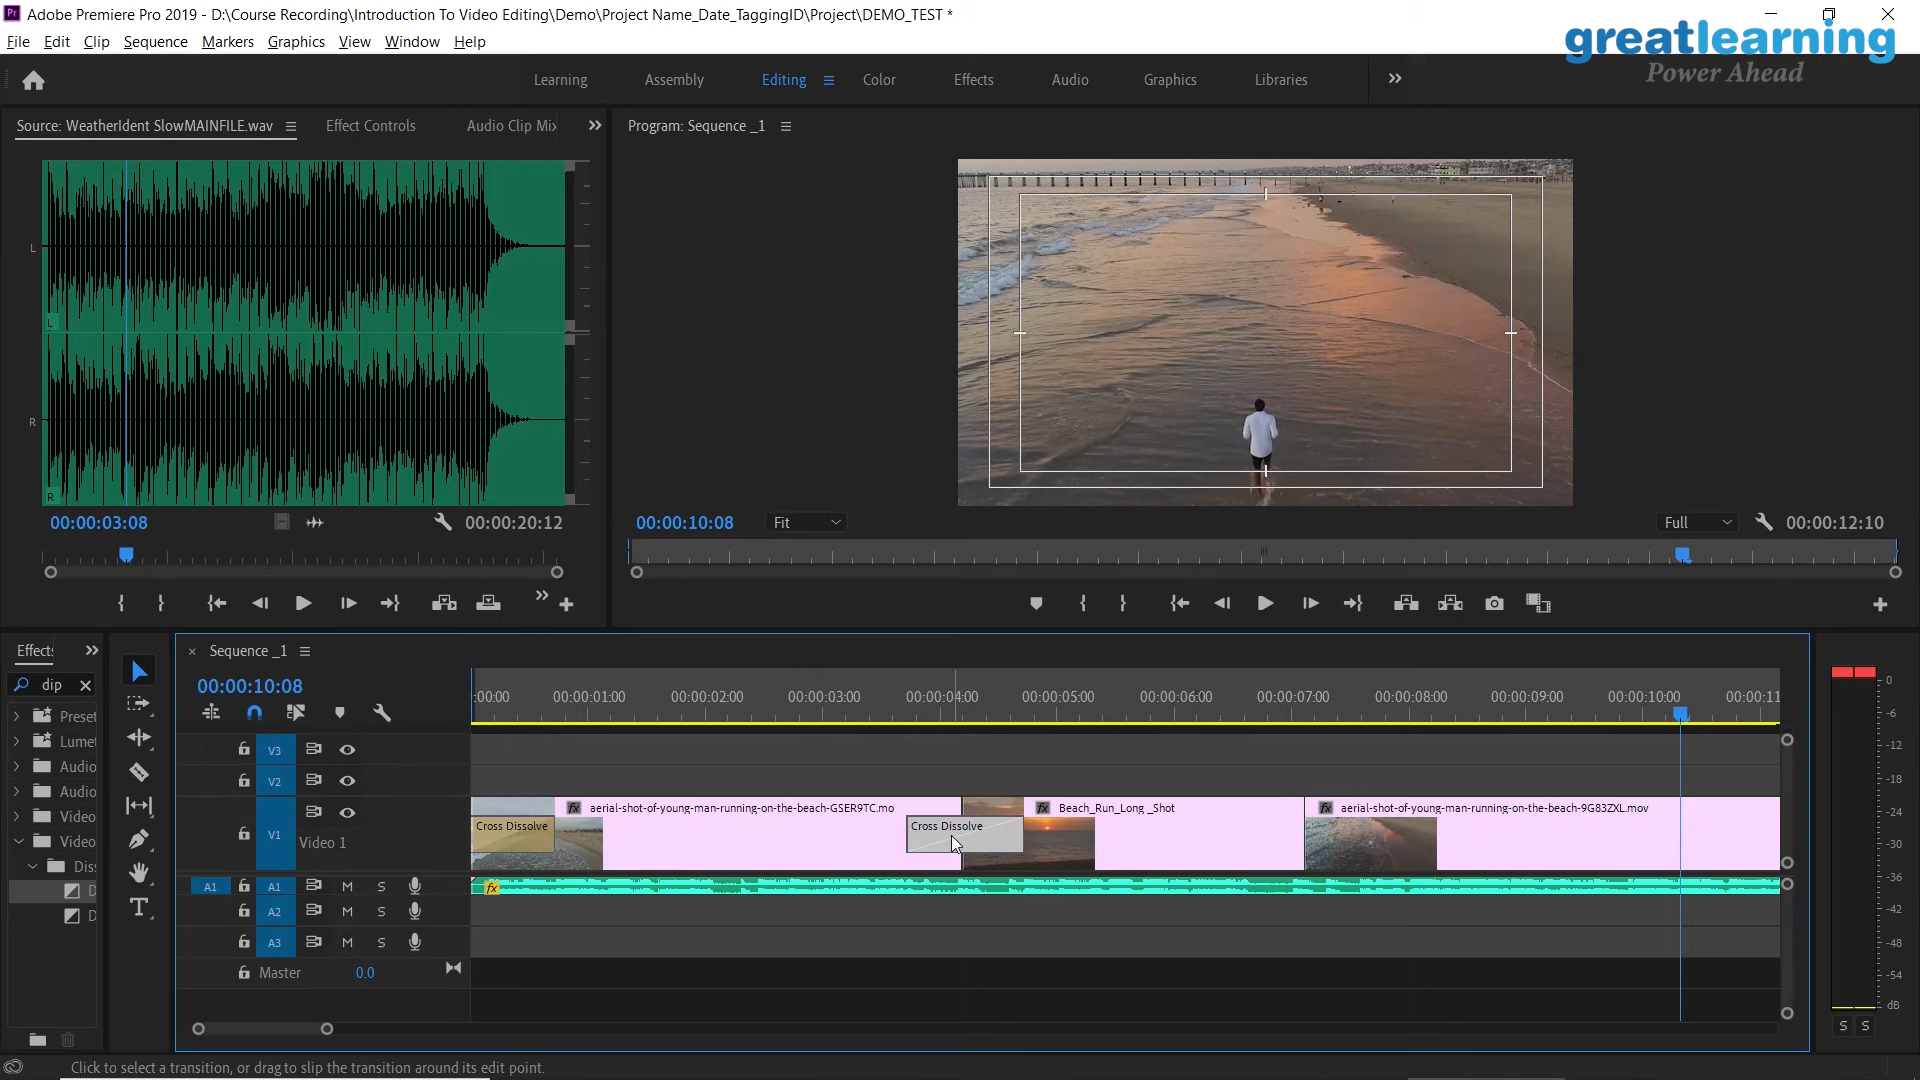 Adobe Premiere Pro 2019 - D:\Course Recording\Introduction To Video Editing\Demo\Project Name_Date_TaggingID\Project\DEMO_TEST *
File Edit Clip Sequence Markers Graphics View Window Help
greatlearning
Power Ahead
Learning Assembly Editing Color Effects Audio Graphics Libraries
Source: WeatherIdent SlowMAINFILE.wav Effect Controls Audio Clip Mix
Program: Sequence _1
L
L
R
R
00:00:03:08 00:00:20:12
00:00:10:08 Fit Full 00:00:12:10
Effects
Sequence _1
dip
00:00:10:08
:00:00 00:00:01:00 00:00:02:00 00:00:03:00 00:00:04:00 00:00:05:00 00:00:06:00 00:00:07:00 00:00:08:00 00:00:09:00 00:00:10:00 00:00:11
Preset
Lumet
Audio
Audio
Video
Video
Diss
D
D
V3
V2
V1 Video 1
fx aerial-shot-of-young-man-running-on-the-beach-GSER9TC.mo fx Beach_Run_Long _Shot fx aerial-shot-of-young-man-running-on-the-beach-9G83ZXL.mov
Cross Dissolve Cross Dissolve
A1 A1 M S fx
A2 M S
A3 M S
Master 0.0
T
0
-6
-12
-18
-24
-30
-36
-42
-48
-54
dB
S S
Click to select a transition, or drag to slip the transition around its edit point.